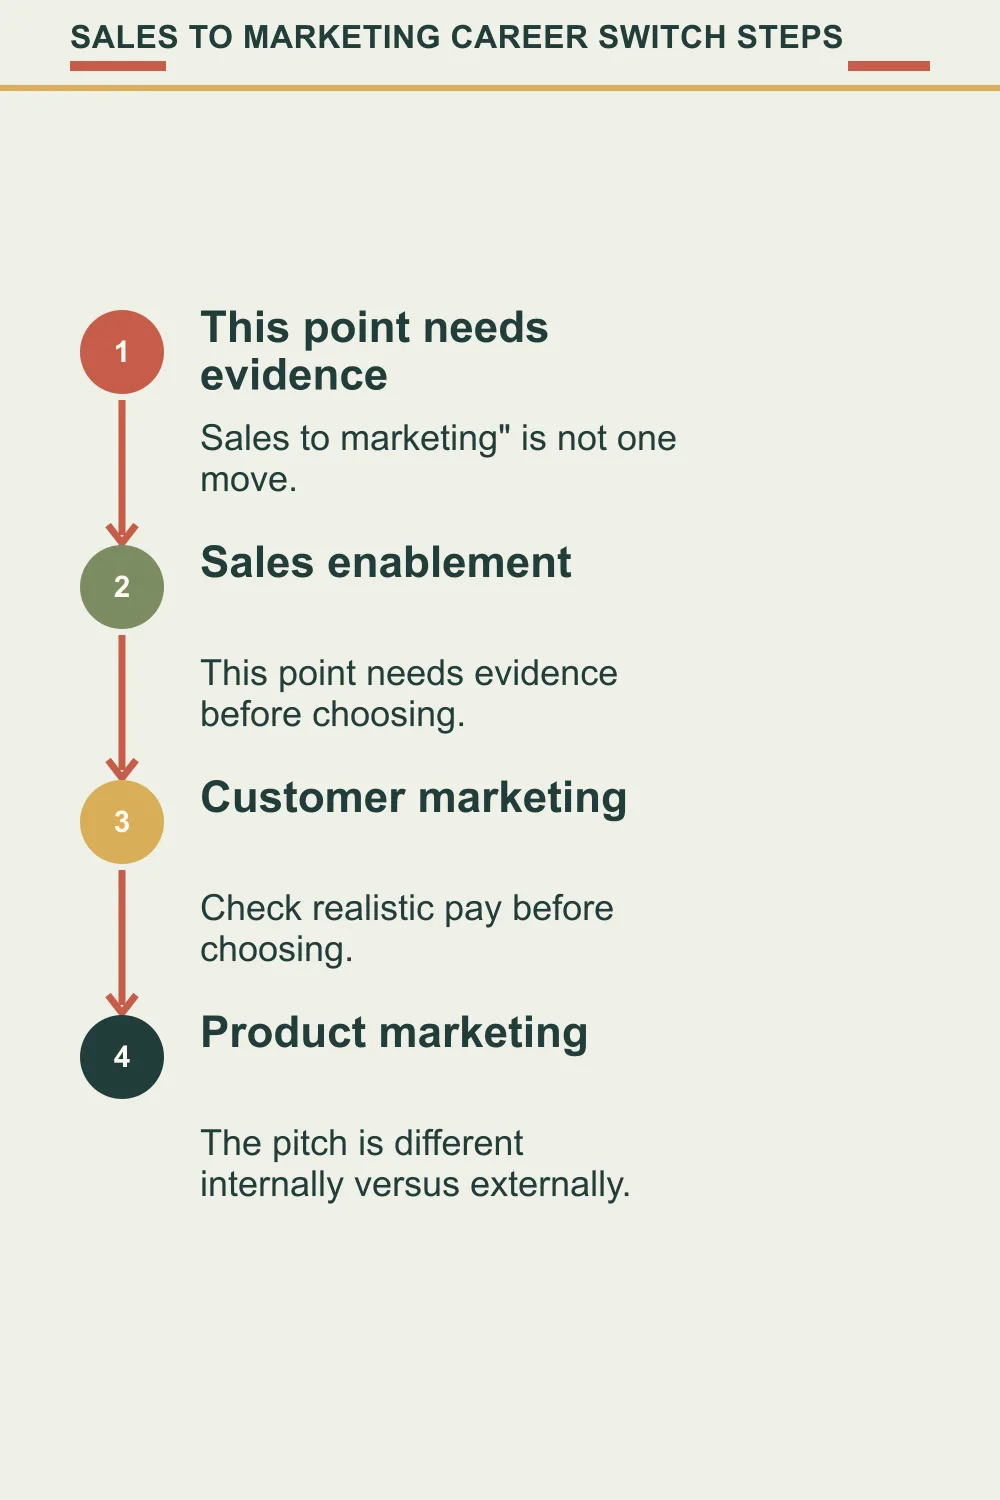 SALES TO MARKETING CAREER SWITCH STEPS
1
This point needs
evidence
Sales to marketing" is not one
move.
2
Sales enablement
This point needs evidence
before choosing.
3
Customer marketing
Check realistic pay before
choosing.
4
Product marketing
The pitch is different
internally versus externally.